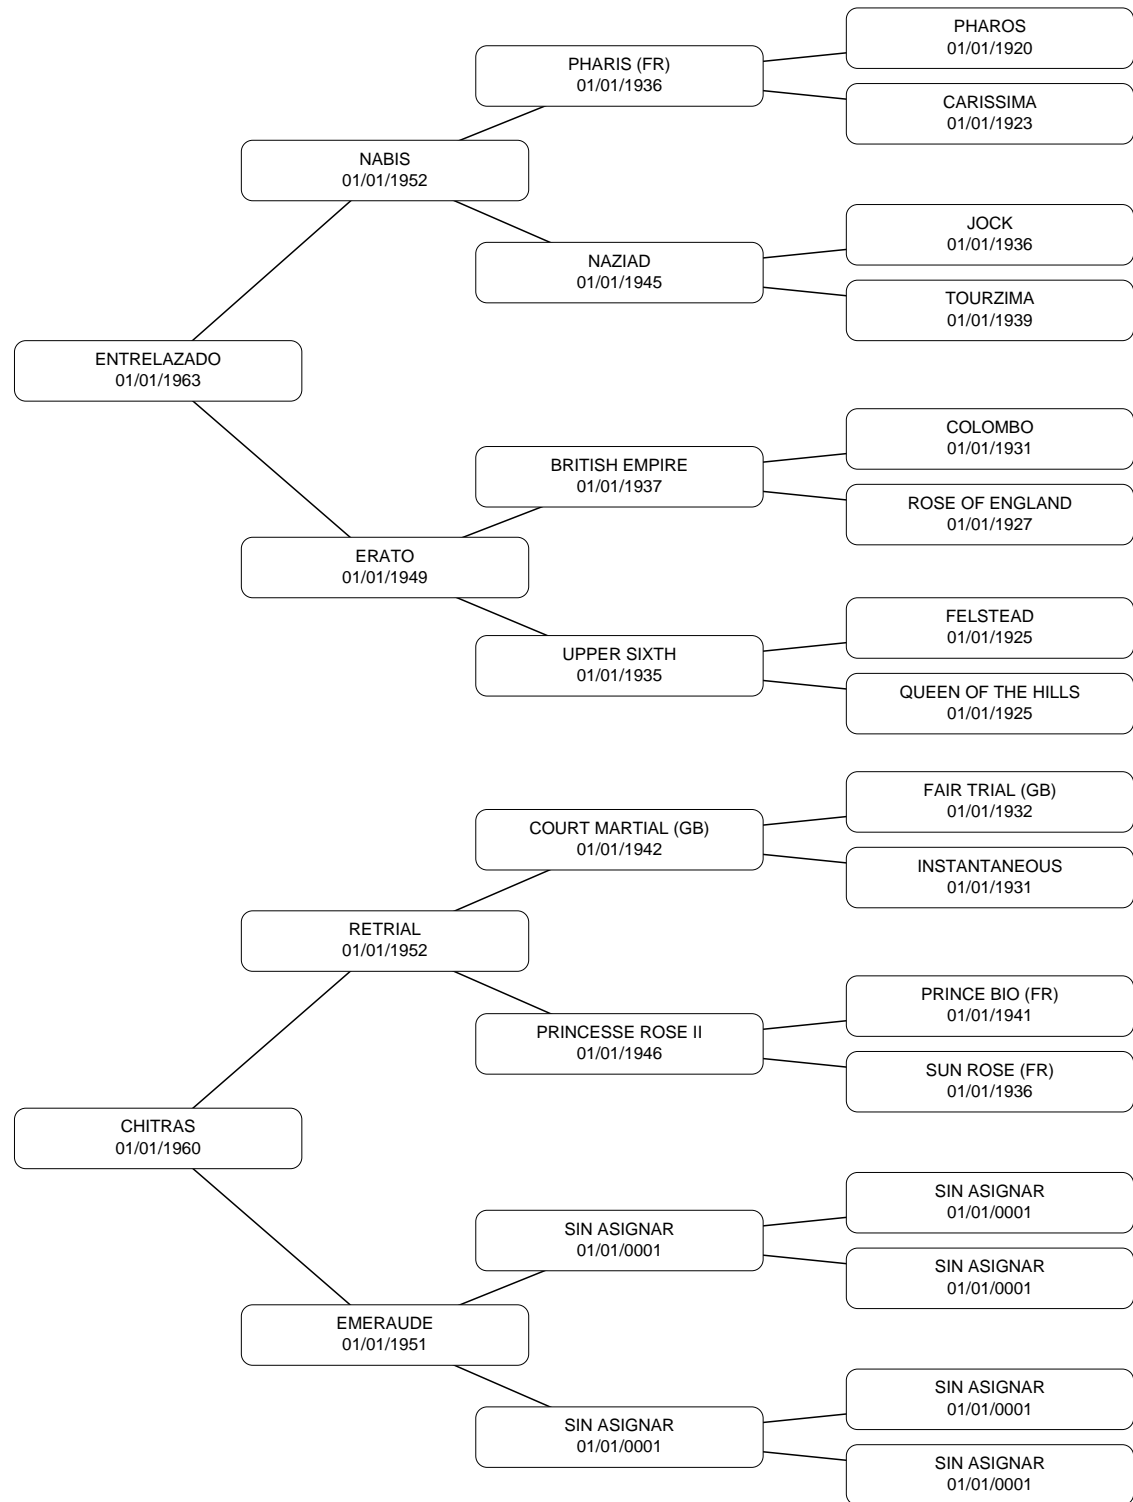 PHAROS
01/01/1920
PHARIS (FR)
01/01/1936
CARISSIMA
01/01/1923
NABIS
01/01/1952
JOCK
01/01/1936
NAZIAD
01/01/1945
TOURZIMA
01/01/1939
ENTRELAZADO
01/01/1963
COLOMBO
01/01/1931
BRITISH EMPIRE
01/01/1937
ROSE OF ENGLAND
01/01/1927
ERATO
01/01/1949
FELSTEAD
01/01/1925
UPPER SIXTH
01/01/1935
QUEEN OF THE HILLS
01/01/1925
FAIR TRIAL (GB)
01/01/1932
COURT MARTIAL (GB)
01/01/1942
INSTANTANEOUS
01/01/1931
RETRIAL
01/01/1952
PRINCE BIO (FR)
01/01/1941
PRINCESSE ROSE II
01/01/1946
SUN ROSE (FR)
01/01/1936
CHITRAS
01/01/1960
SIN ASIGNAR
01/01/0001
SIN ASIGNAR
01/01/0001
SIN ASIGNAR
01/01/0001
EMERAUDE
01/01/1951
SIN ASIGNAR
01/01/0001
SIN ASIGNAR
01/01/0001
SIN ASIGNAR
01/01/0001